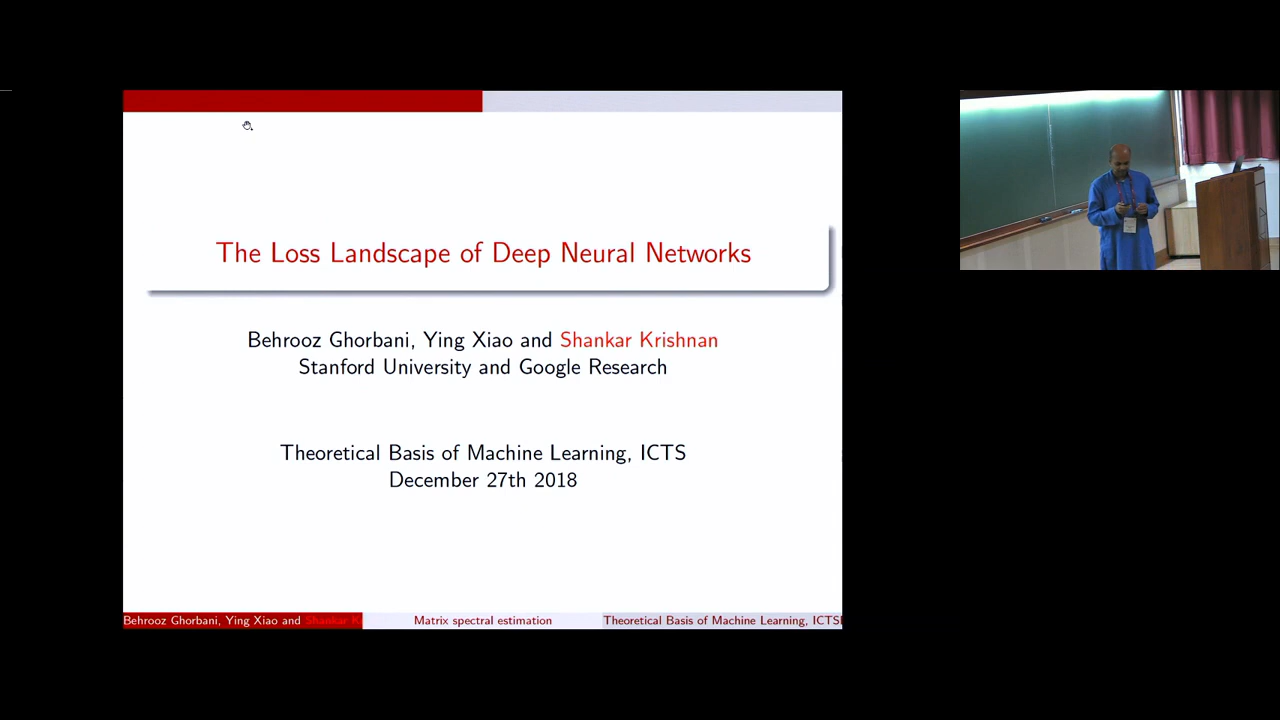 The Loss Landscape of Deep Neural Networks
Behrooz Ghorbani, Ying Xiao and Shankar Krishnan
Stanford University and Google Research
Theoretical Basis of Machine Learning, ICTS
December 27th 2018
Behrooz Ghorbani, Ying Xiao and Shankar
Matrix spectral estimation
Theoretical Basis of Machine Learning, ICTS